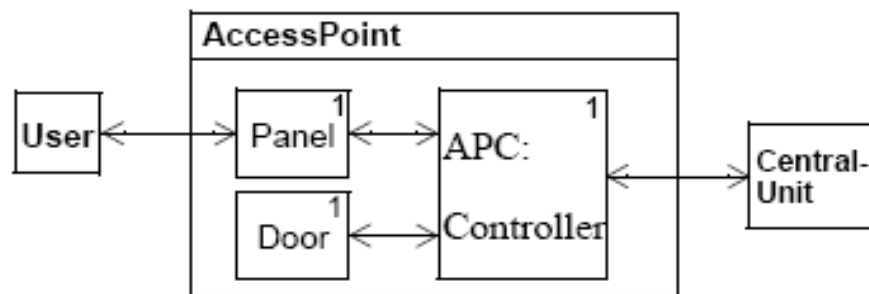 AccessPoint
User
Panel
1
Door
1
APC:
Controller
1
Central-
Unit